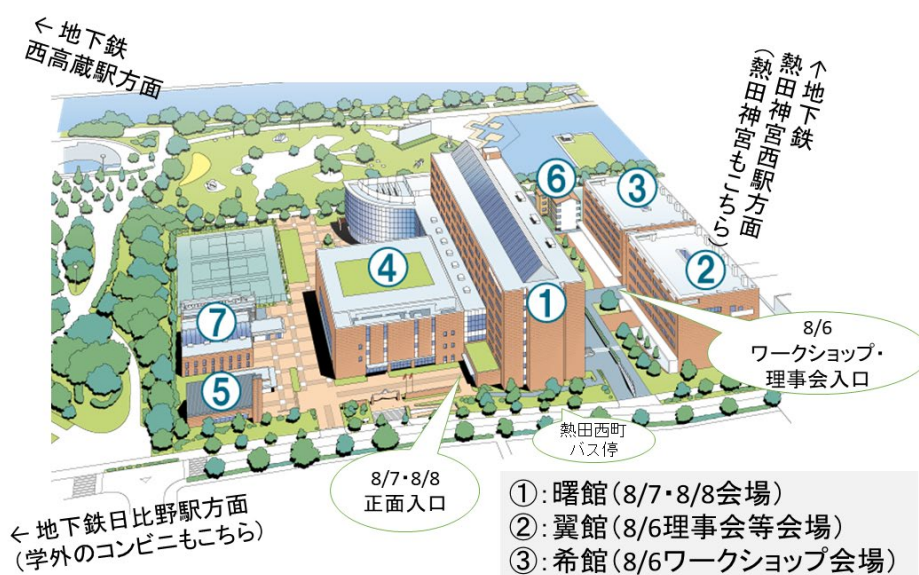 ←地下鉄
西高蔵駅方面
↑地下鉄
熱田神宮西駅方面
(熱田神宮もこちら)
⑥
③
④
②
①
⑦
⑤
8/6
ワークショップ・
理事会入口
熱田西町
バス停
8/7・8/8
正面入口
←地下鉄日比野駅方面
(学外のコンビニもこちら)
①:曙館(8/7・8/8会場)
②:翼館(8/6理事会等会場)
③:希館(8/6ワークショップ会場)